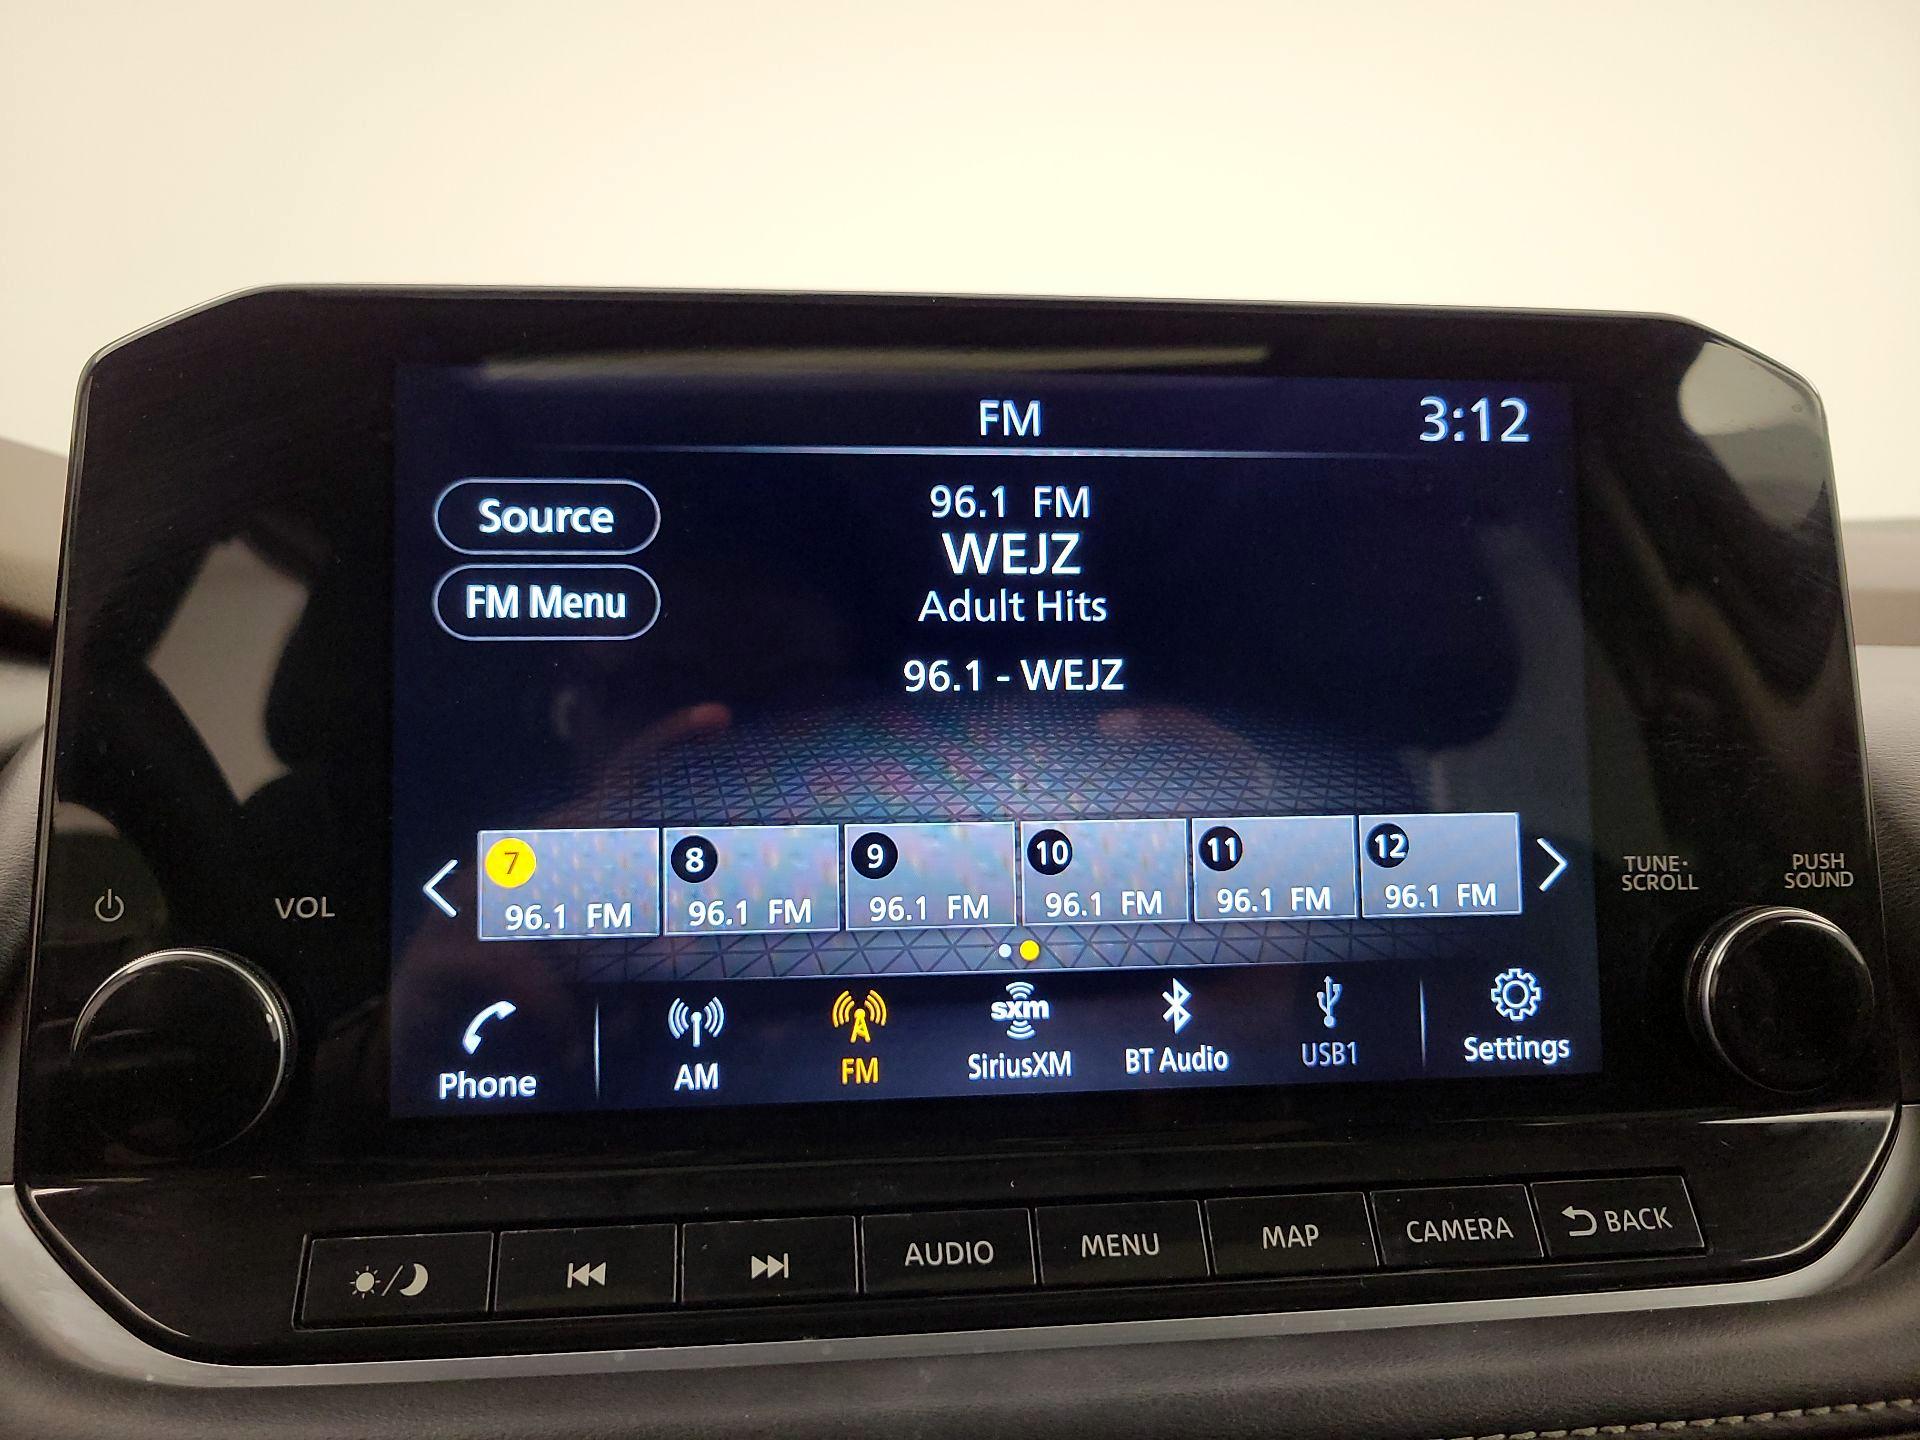 FM
3:12
Source
FM Menu
96.1 FM
WEJZ
Adult Hits
96.1 - WEJZ
7
96.1 FM
8
96.1 FM
9
96.1 FM
10
96.1 FM
11
96.1 FM
12
96.1 FM
VOL
TUNE·
SCROLL
PUSH
SOUND
Phone
AM
FM
sxm
SiriusXM
BT Audio
USB1
Settings
AUDIO
MENU
MAP
CAMERA
BACK